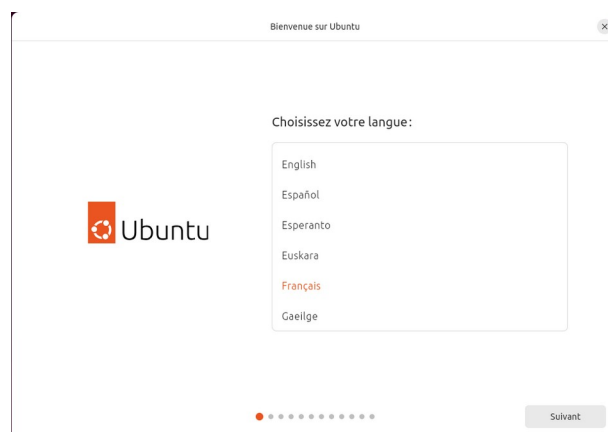 Bienvenue sur Ubuntu
Choisissez votre langue :
English
Español
Esperanto
Euskara
Français
Gaeilge
Ubuntu
Suivant